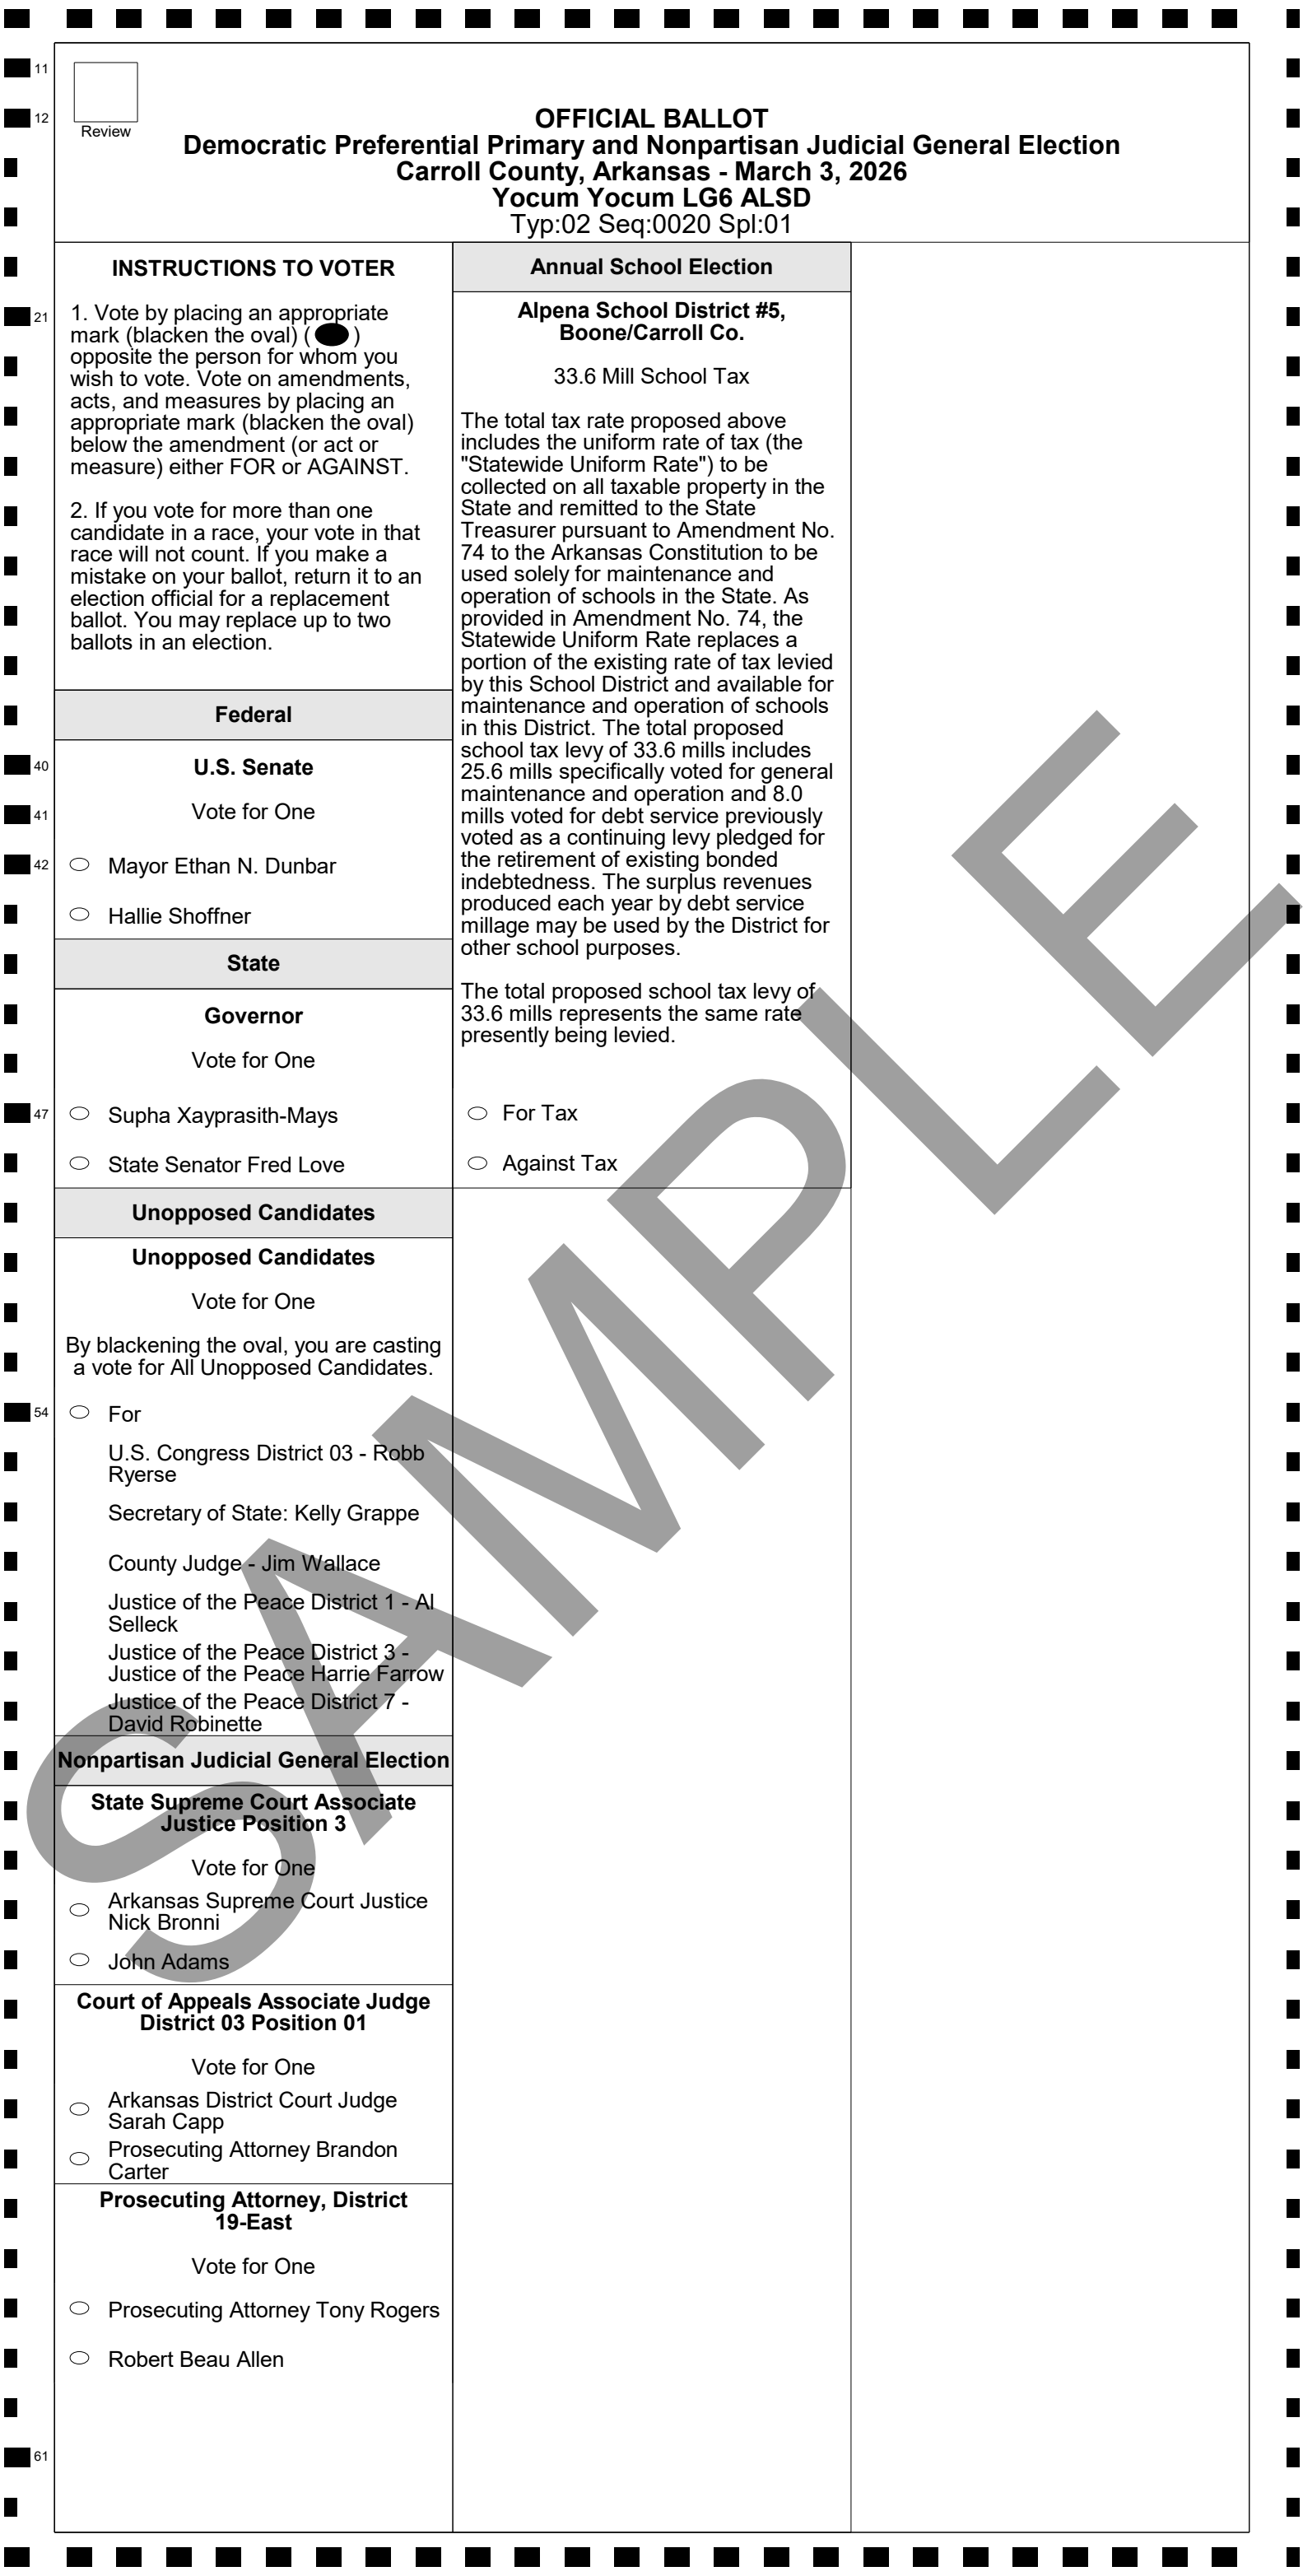 OFFICIAL BALLOT
Democratic Preferential Primary and Nonpartisan Judicial General Election
Carroll County, Arkansas - March 3, 2026
Yocum Yocum LG6 ALSD
Typ:02 Seq:0020 Spl:01
Review
11
12
21
40
41
42
47
54
61
INSTRUCTIONS TO VOTER
1. Vote by placing an appropriate
mark (blacken the oval) ( )
opposite the person for whom you
wish to vote. Vote on amendments,
acts, and measures by placing an
appropriate mark (blacken the oval)
below the amendment (or act or
measure) either FOR or AGAINST.
2. If you vote for more than one
candidate in a race, your vote in that
race will not count. If you make a
mistake on your ballot, return it to an
election official for a replacement
ballot. You may replace up to two
ballots in an election.
Federal
U.S. Senate
Vote for One
Mayor Ethan N. Dunbar
Hallie Shoffner
State
Governor
Vote for One
Supha Xayprasith-Mays
State Senator Fred Love
Unopposed Candidates
Unopposed Candidates
Vote for One
By blackening the oval, you are casting
a vote for All Unopposed Candidates.
For
U.S. Congress District 03 - Robb
Ryerse
Secretary of State: Kelly Grappe
County Judge - Jim Wallace
Justice of the Peace District 1 - Al
Selleck
Justice of the Peace District 3 -
Justice of the Peace Harrie Farrow
Justice of the Peace District 7 -
David Robinette
Nonpartisan Judicial General Election
State Supreme Court Associate
Justice Position 3
Vote for One
Arkansas Supreme Court Justice
Nick Bronni
John Adams
Court of Appeals Associate Judge
District 03 Position 01
Vote for One
Arkansas District Court Judge
Sarah Capp
Prosecuting Attorney Brandon
Carter
Prosecuting Attorney, District
19-East
Vote for One
Prosecuting Attorney Tony Rogers
Robert Beau Allen
Annual School Election
Alpena School District #5,
Boone/Carroll Co.
33.6 Mill School Tax
The total tax rate proposed above
includes the uniform rate of tax (the
"Statewide Uniform Rate") to be
collected on all taxable property in the
State and remitted to the State
Treasurer pursuant to Amendment No.
74 to the Arkansas Constitution to be
used solely for maintenance and
operation of schools in the State. As
provided in Amendment No. 74, the
Statewide Uniform Rate replaces a
portion of the existing rate of tax levied
by this School District and available for
maintenance and operation of schools
in this District. The total proposed
school tax levy of 33.6 mills includes
25.6 mills specifically voted for general
maintenance and operation and 8.0
mills voted for debt service previously
voted as a continuing levy pledged for
the retirement of existing bonded
indebtedness. The surplus revenues
produced each year by debt service
millage may be used by the District for
other school purposes.
The total proposed school tax levy of
33.6 mills represents the same rate
presently being levied.
For Tax
Against Tax
SAMPLE